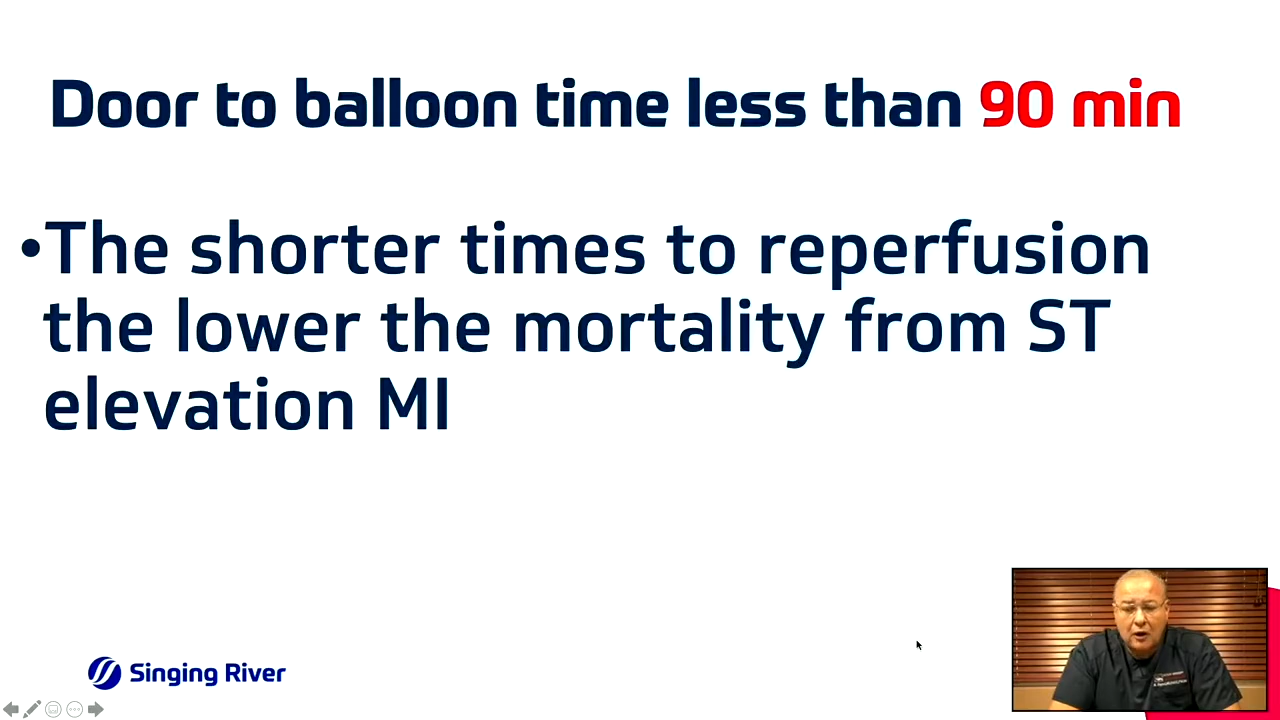 Door to balloon time less than 90 min
•The shorter times to reperfusion
the lower the mortality from ST
elevation MI
Singing River